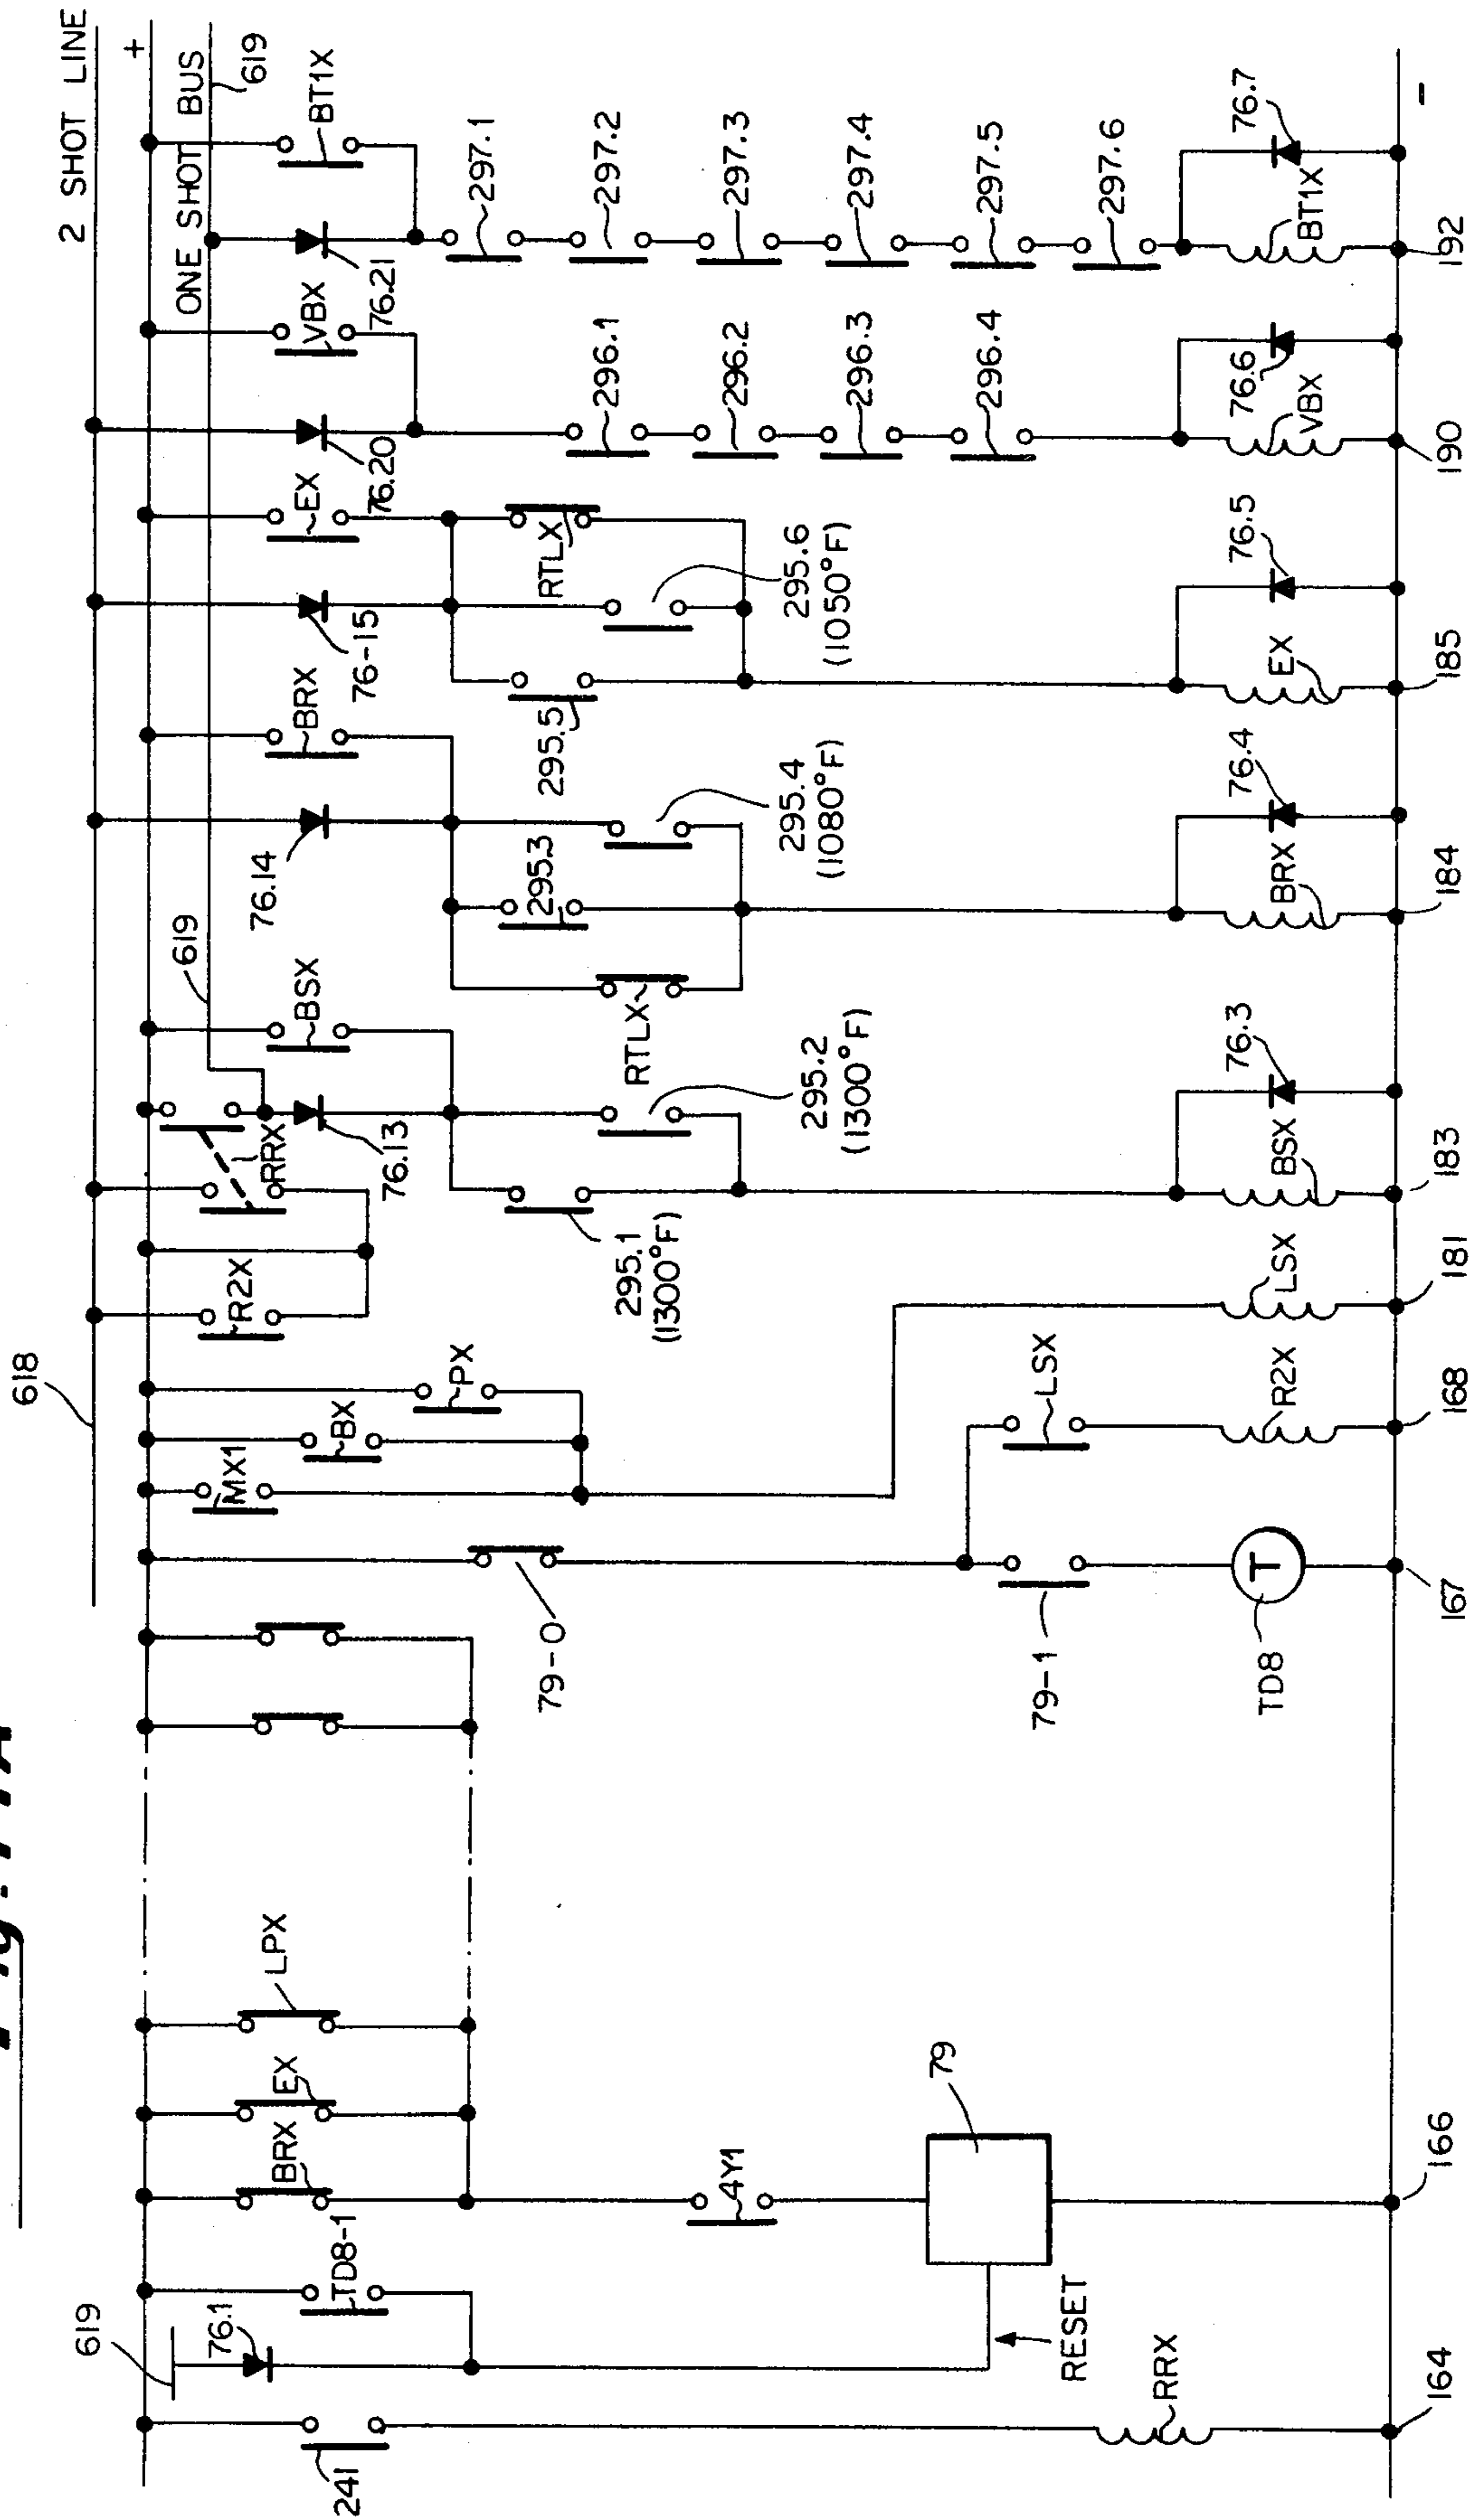 2 SHOT LINE
+
ONE SHOT BUS
619
BT1X
297.1
297.2
297.3
297.4
297.5
297.6
76.7
BT1X
192
-
76.21
VBX
296.1
296.2
296.3
296.4
76.6
VBX
190
76.20
EX
RTLX
295.6
(1050°F)
76-15
295.5
76.5
EX
185
BRX
76.14
295.4
(1080°F)
295.3
RTLX
76.4
BRX
184
619
BSX
76.13
295.2
(1300°F)
295.1
(1300°F)
76.3
BSX
183
RRX
R2X
618
LSX
181
PX
BX
MX1
LSX
R2X
168
79-0
79-1
TD8
T
167
LPX
EX
BRX
4Y1
79
166
TD8-1
619
76.1
RESET
241
RRX
164